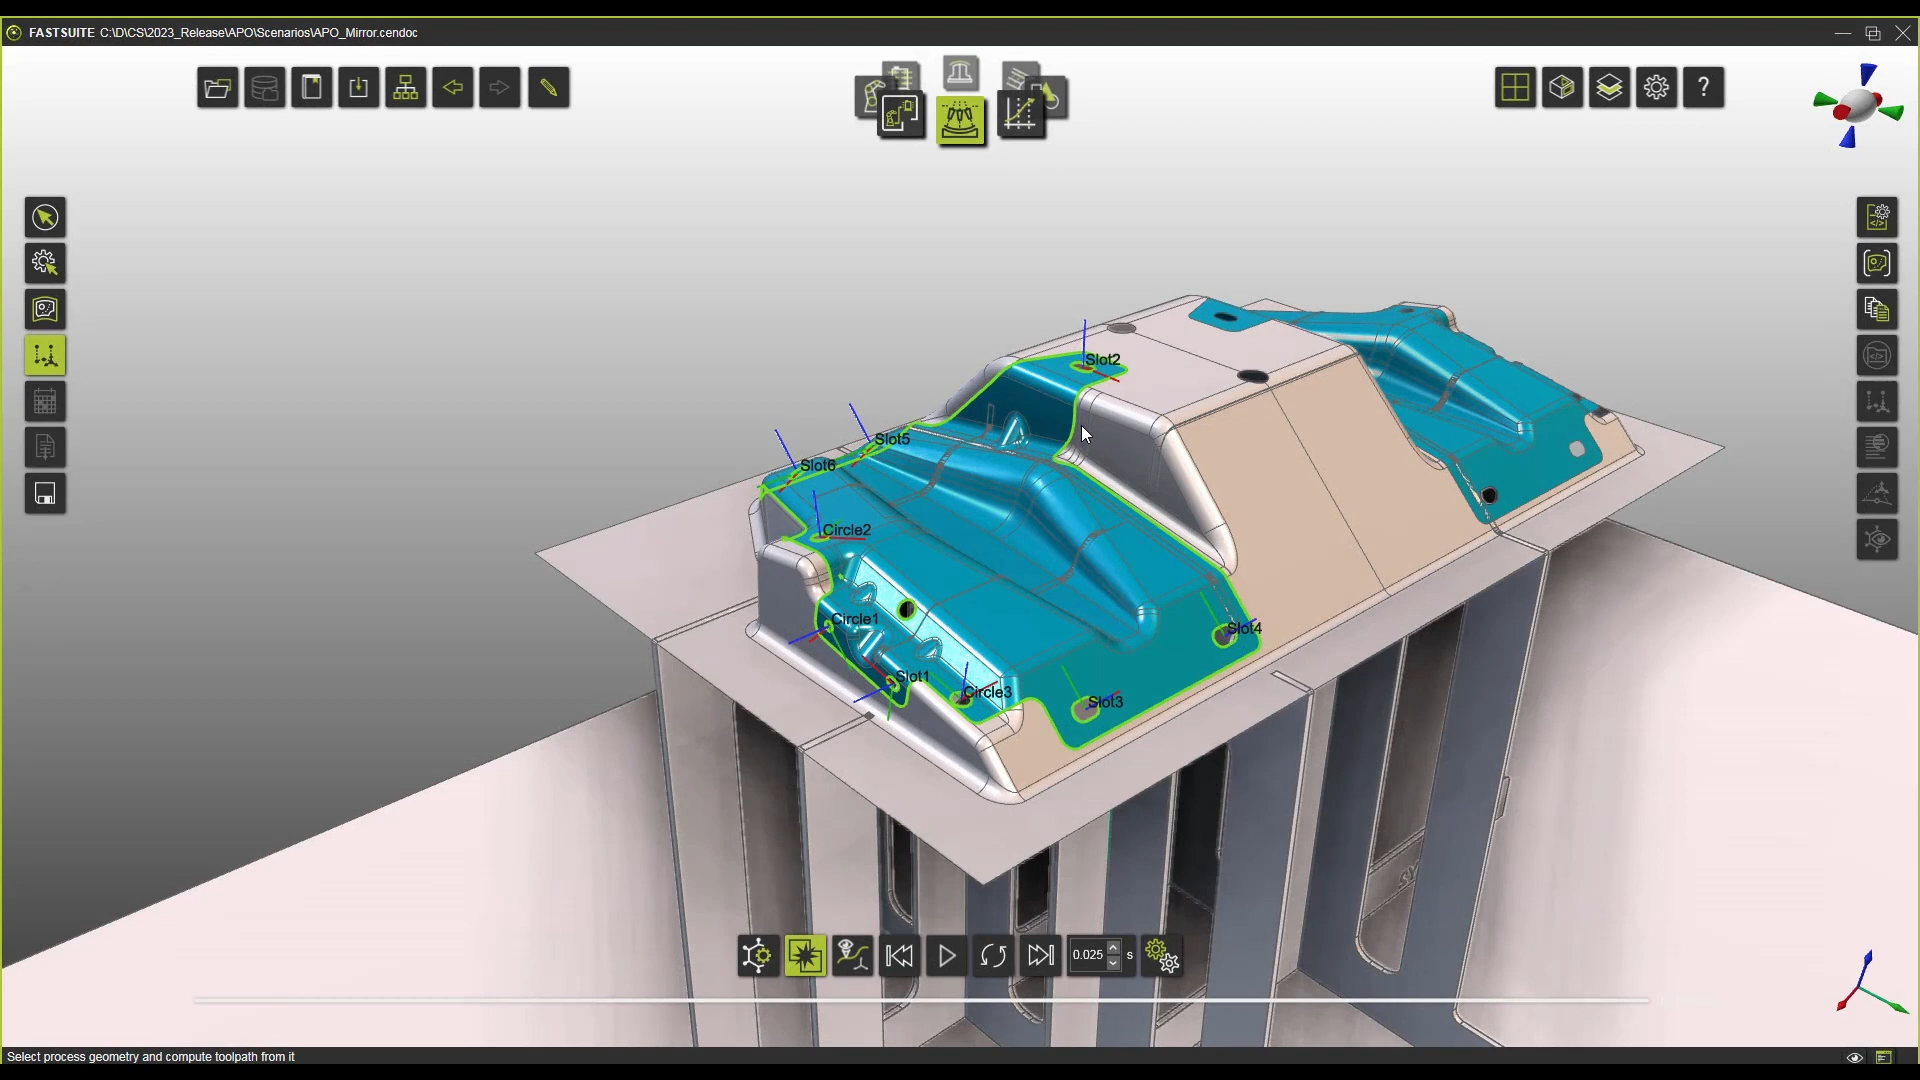 FASTSUITE C:\D\CS\2023_Release\APO\Scenarios\APO_Mirror.cendoc
?
Slot2
Slot5
Slot6
Circle2
Circle1
Slot4
Slot1
Circle3
Slot3
0.025 s
Select process geometry and compute toolpath from it